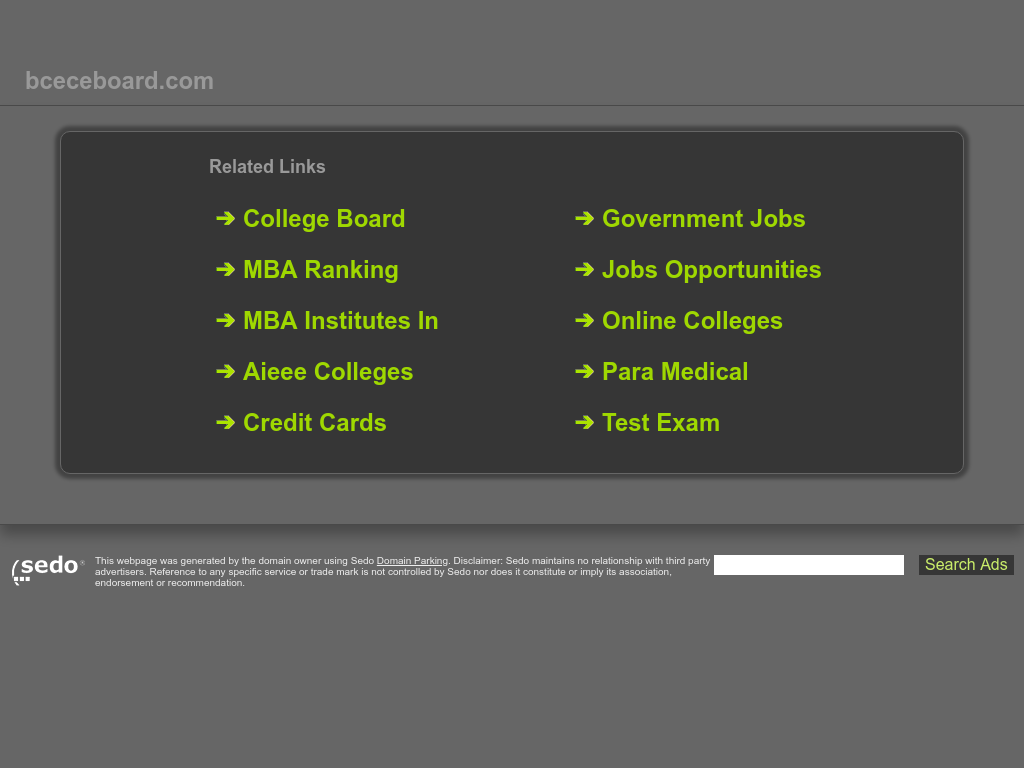 bceceboard.com
Related Links
➔ College Board
➔ MBA Ranking
➔ MBA Institutes In
➔ Aieee Colleges
➔ Credit Cards
➔ Government Jobs
➔ Jobs Opportunities
➔ Online Colleges
➔ Para Medical
➔ Test Exam
sedo®
This webpage was generated by the domain owner using Sedo Domain Parking. Disclaimer: Sedo maintains no relationship with third party
advertisers. Reference to any specific service or trade mark is not controlled by Sedo nor does it constitute or imply its association,
endorsement or recommendation.
Search Ads